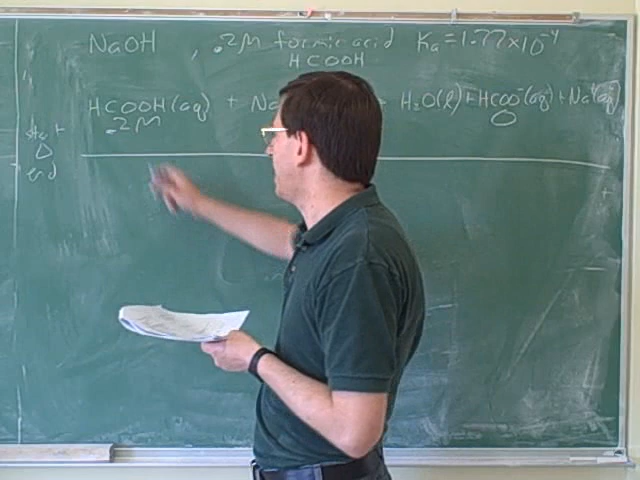 NaOH , .2M formic acid Ka=1.77x10⁻⁴
HCOOH
HCOOH(aq) + Na + H₂O(l)+HCOO⁻(aq)+Na⁺(aq)
.2M O
start
Δ
end